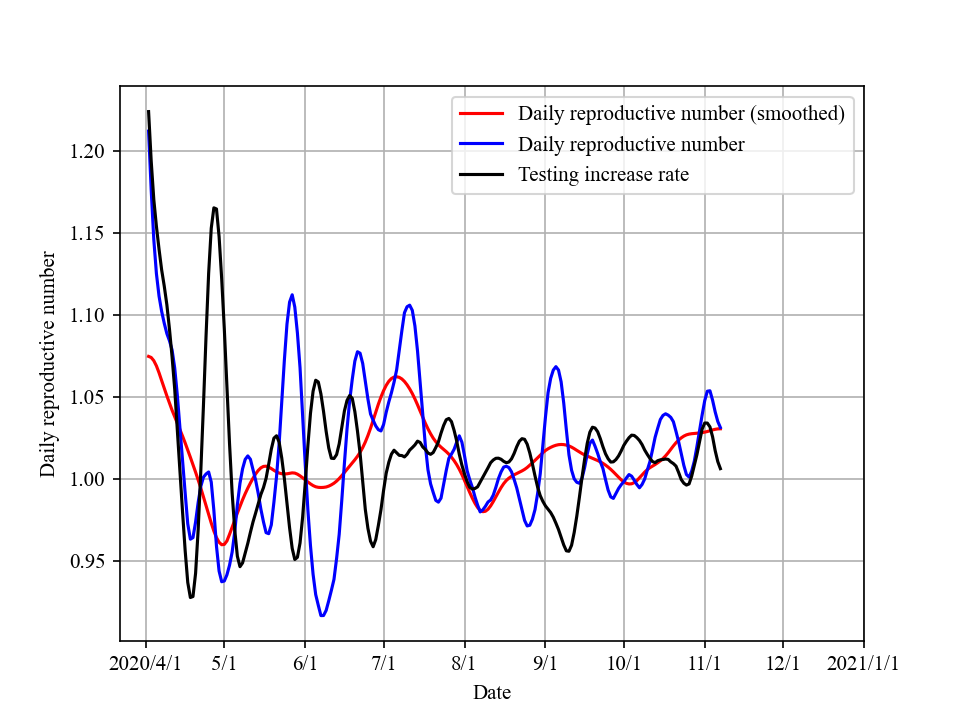 Daily reproductive number (smoothed)
Daily reproductive number
Testing increase rate
Daily reproductive number
1.20
1.15
1.10
1.05
1.00
0.95
2020/4/1 5/1 6/1 7/1 8/1 9/1 10/1 11/1 12/1 2021/1/1
Date